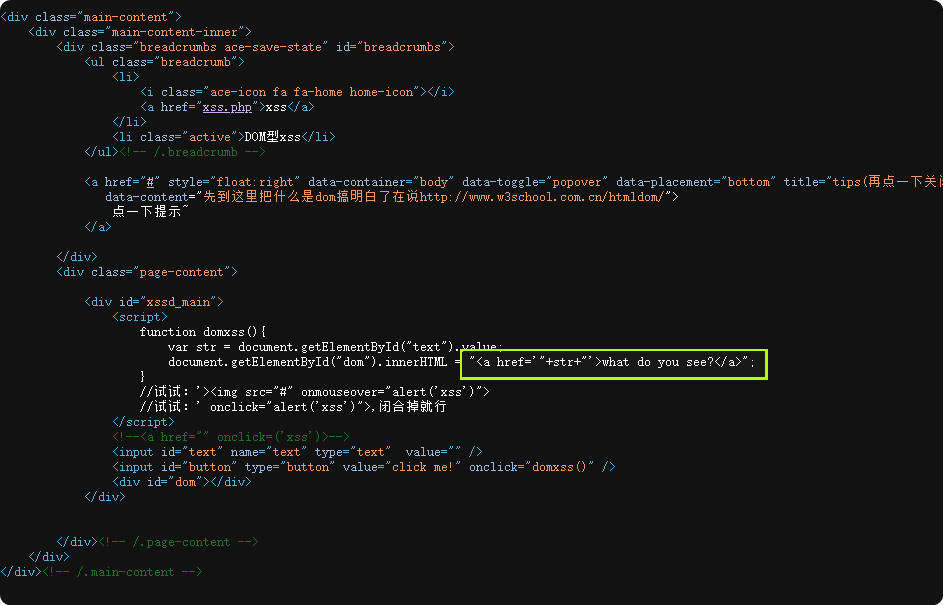 <div class="main-content">
<div class="main-content-inner">
<div class="breadcrumbs ace-save-state" id="breadcrumbs">
<ul class="breadcrumb">
<li>
<i class="ace-icon fa fa-home home-icon"></i>
<a href="xss.php">xss</a>
</li>
<li class="active">DOM型xss</li>
</ul><!-- /.breadcrumb -->
<a href="#" style="float:right" data-container="body" data-toggle="popover" data-placement="bottom" title="tips(再点一下关闭
data-content="先到这里把什么是dom搞明白了在说http://www.w3school.com.cn/htmldom/">
点一下提示~
</a>
</div>
<div class="page-content">
<div id="xssd_main">
<script>
function domxss(){
var str = document.getElementById("text").value;
document.getElementById("dom").innerHTML = "<a href='"+str+"'>what do you see?</a>";
}
//试试：'><img src="#" onmouseover="alert('xss')">
//试试：' onclick="alert('xss')">,闭合掉就行
</script>
<!--<a href="" onclick=('xss')>-->
<input id="text" name="text" type="text"  value="" />
<input id="button" type="button" value="click me!" onclick="domxss()" />
<div id="dom"></div>
</div>
</div><!-- /.page-content -->
</div>
</div><!-- /.main-content -->